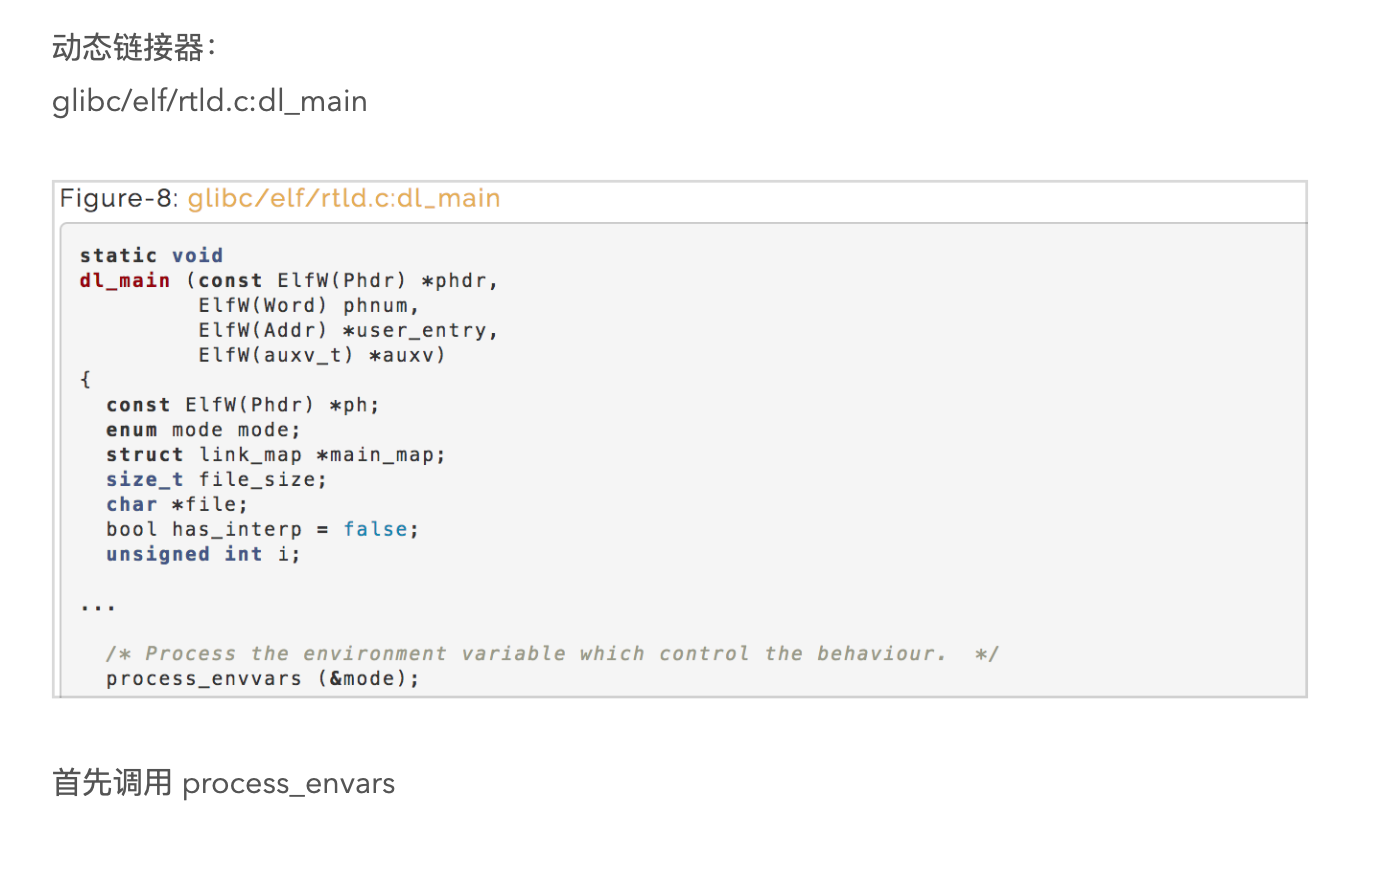 动态链接器：
glibc/elf/rtld.c:dl_main
Figure-8: glibc/elf/rtld.c:dl_main
static void
dl_main (const ElfW(Phdr) *phdr,
         ElfW(Word) phnum,
         ElfW(Addr) *user_entry,
         ElfW(auxv_t) *auxv)
{
  const ElfW(Phdr) *ph;
  enum mode mode;
  struct link_map *main_map;
  size_t file_size;
  char *file;
  bool has_interp = false;
  unsigned int i;
...
  /* Process the environment variable which control the behaviour.  */
  process_envvars (&mode);
首先调用 process_envars